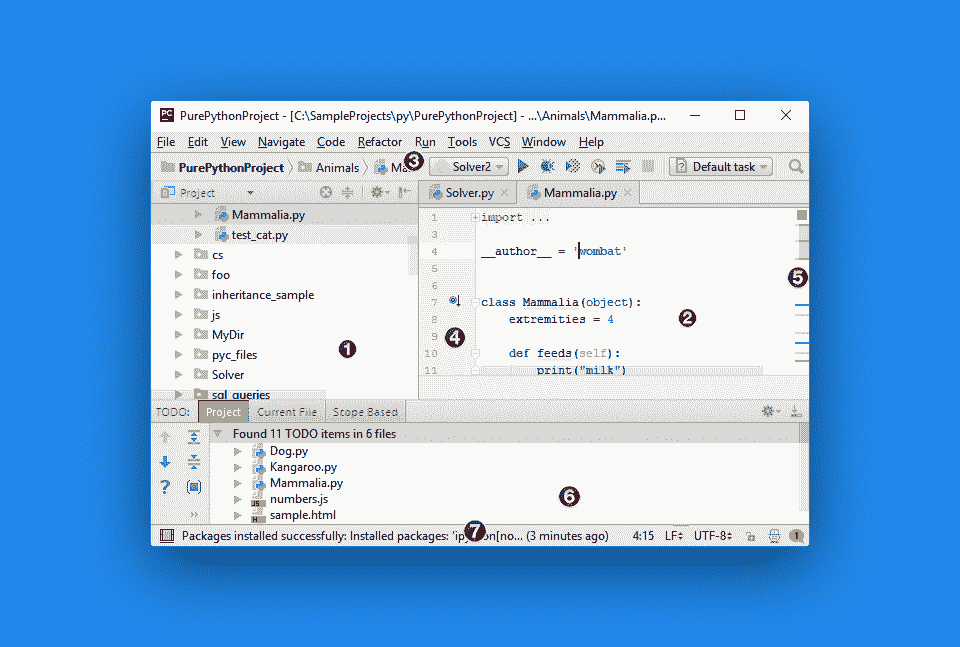 PC PurePythonProject - [C:\SampleProjects\py\PurePythonProject] - ...\Animals\Mammalia.p...
File Edit View Navigate Code Refactor Run Tools VCS Window Help
PurePythonProject Animals 3 Solver2 Default task
Project
Solver.py Mammalia.py
Mammalia.py
test_cat.py
cs
foo
inheritance_sample
js
MyDir
pyc_files
Solver
sql_queries
1
1 import ...
3
4 __author__ = 'wombat'
5
6
7 class Mammalia(object):
8 extremities = 4
9
10 def feeds(self):
11 print("milk")
2
4
5
TODO: Project Current File Scope Based
Found 11 TODO items in 6 files
Dog.py
Kangaroo.py
Mammalia.py
numbers.js
sample.html
6
7
Packages installed successfully: Installed packages: (3 minutes ago) 4:15 LF UTF-8 1